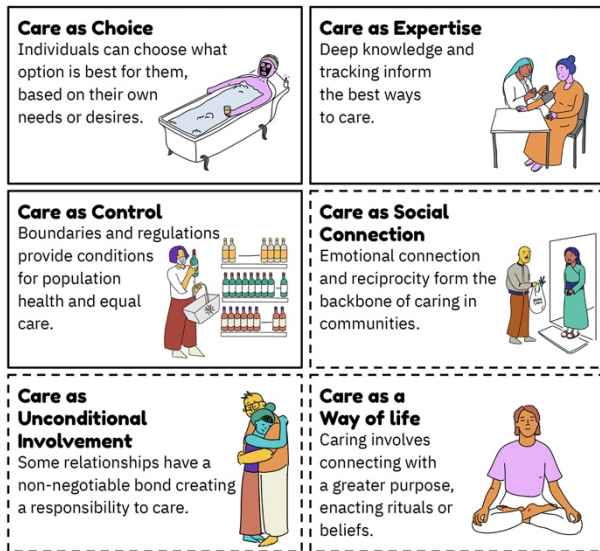 Care as Choice
Individuals can choose what
option is best for them,
based on their own
needs or desires.
Care as Expertise
Deep knowledge and
tracking inform
the best ways
to care.
Care as Control
Boundaries and regulations
provide conditions
for population
health and equal
care.
Care as Social
Connection
Emotional connection
and reciprocity form the
backbone of caring in
communities.
Care as
Unconditional
Involvement
Some relationships have a
non-negotiable bond creating
a responsibility to care.
Care as a
Way of life
Caring involves
connecting with
a greater purpose,
enacting rituals or
beliefs.